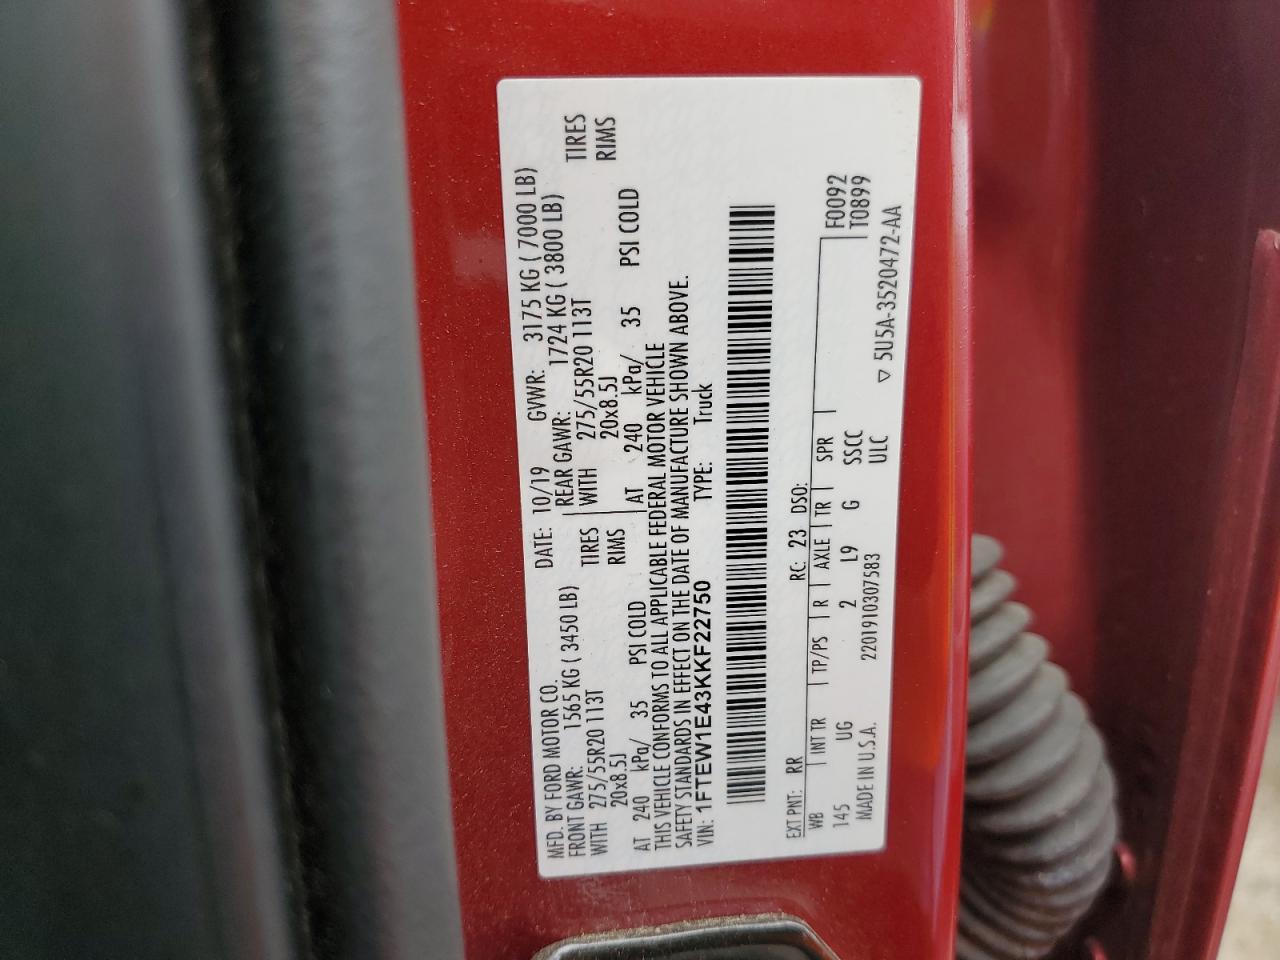 MFD. BY FORD MOTOR CO. DATE: 10/19 GVWR: 3175 KG ( 7000 LB)
FRONT GAWR: 1565 KG ( 3450 LB) REAR GAWR: 1724 KG ( 3800 LB)
WITH 275/55R20 113T TIRES WITH 275/55R20 113T TIRES
20x8.5J RIMS 20x8.5J RIMS
AT 240 kPa/ 35 PSI COLD AT 240 kPa/ 35 PSI COLD
THIS VEHICLE CONFORMS TO ALL APPLICABLE FEDERAL MOTOR VEHICLE
SAFETY STANDARDS IN EFFECT ON THE DATE OF MANUFACTURE SHOWN ABOVE.
VIN: 1FTEW1E43KKF22750 TYPE: Truck
EXT PNT: RR RC: 23 DSO:
WB INT TR TP/PS R AXLE TR SPR F0092
145 UG 2 L9 G SSCC T0899
MADE IN U.S.A. 2201910307583 ULC
▽ 5U5A-3520472-AA